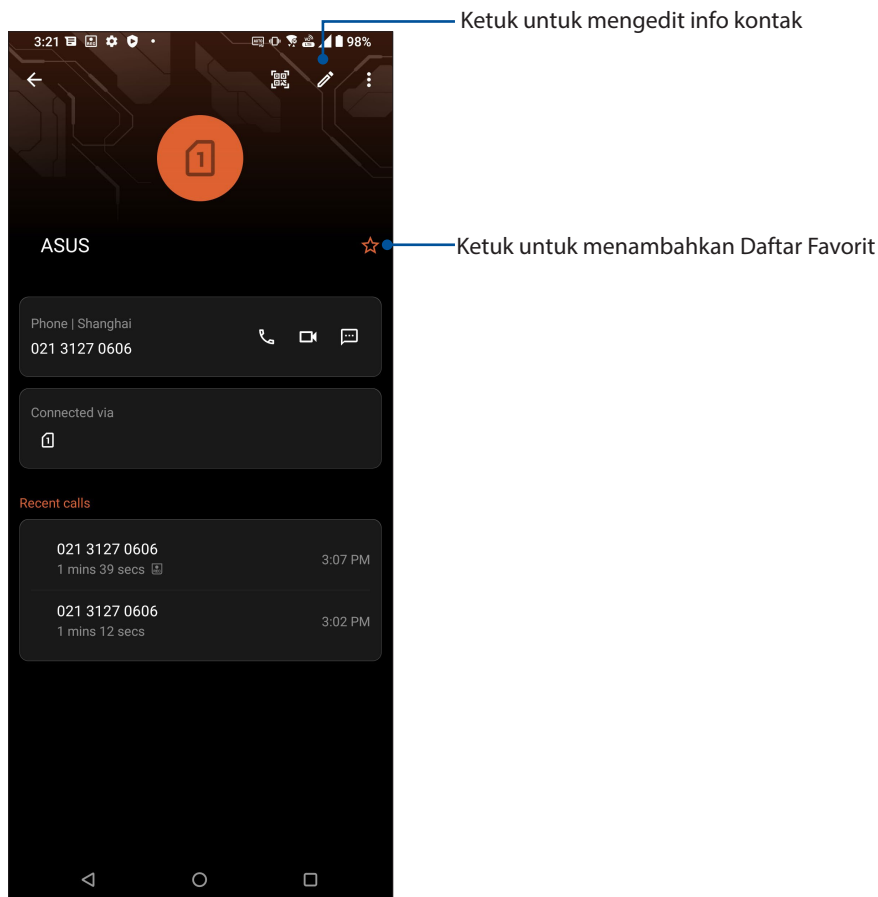 Ketuk untuk mengedit info kontak
3:21 98%
1
ASUS
Ketuk untuk menambahkan Daftar Favorit
Phone | Shanghai
021 3127 0606
Connected via
1
Recent calls
021 3127 0606
1 mins 39 secs
3:07 PM
021 3127 0606
1 mins 12 secs
3:02 PM